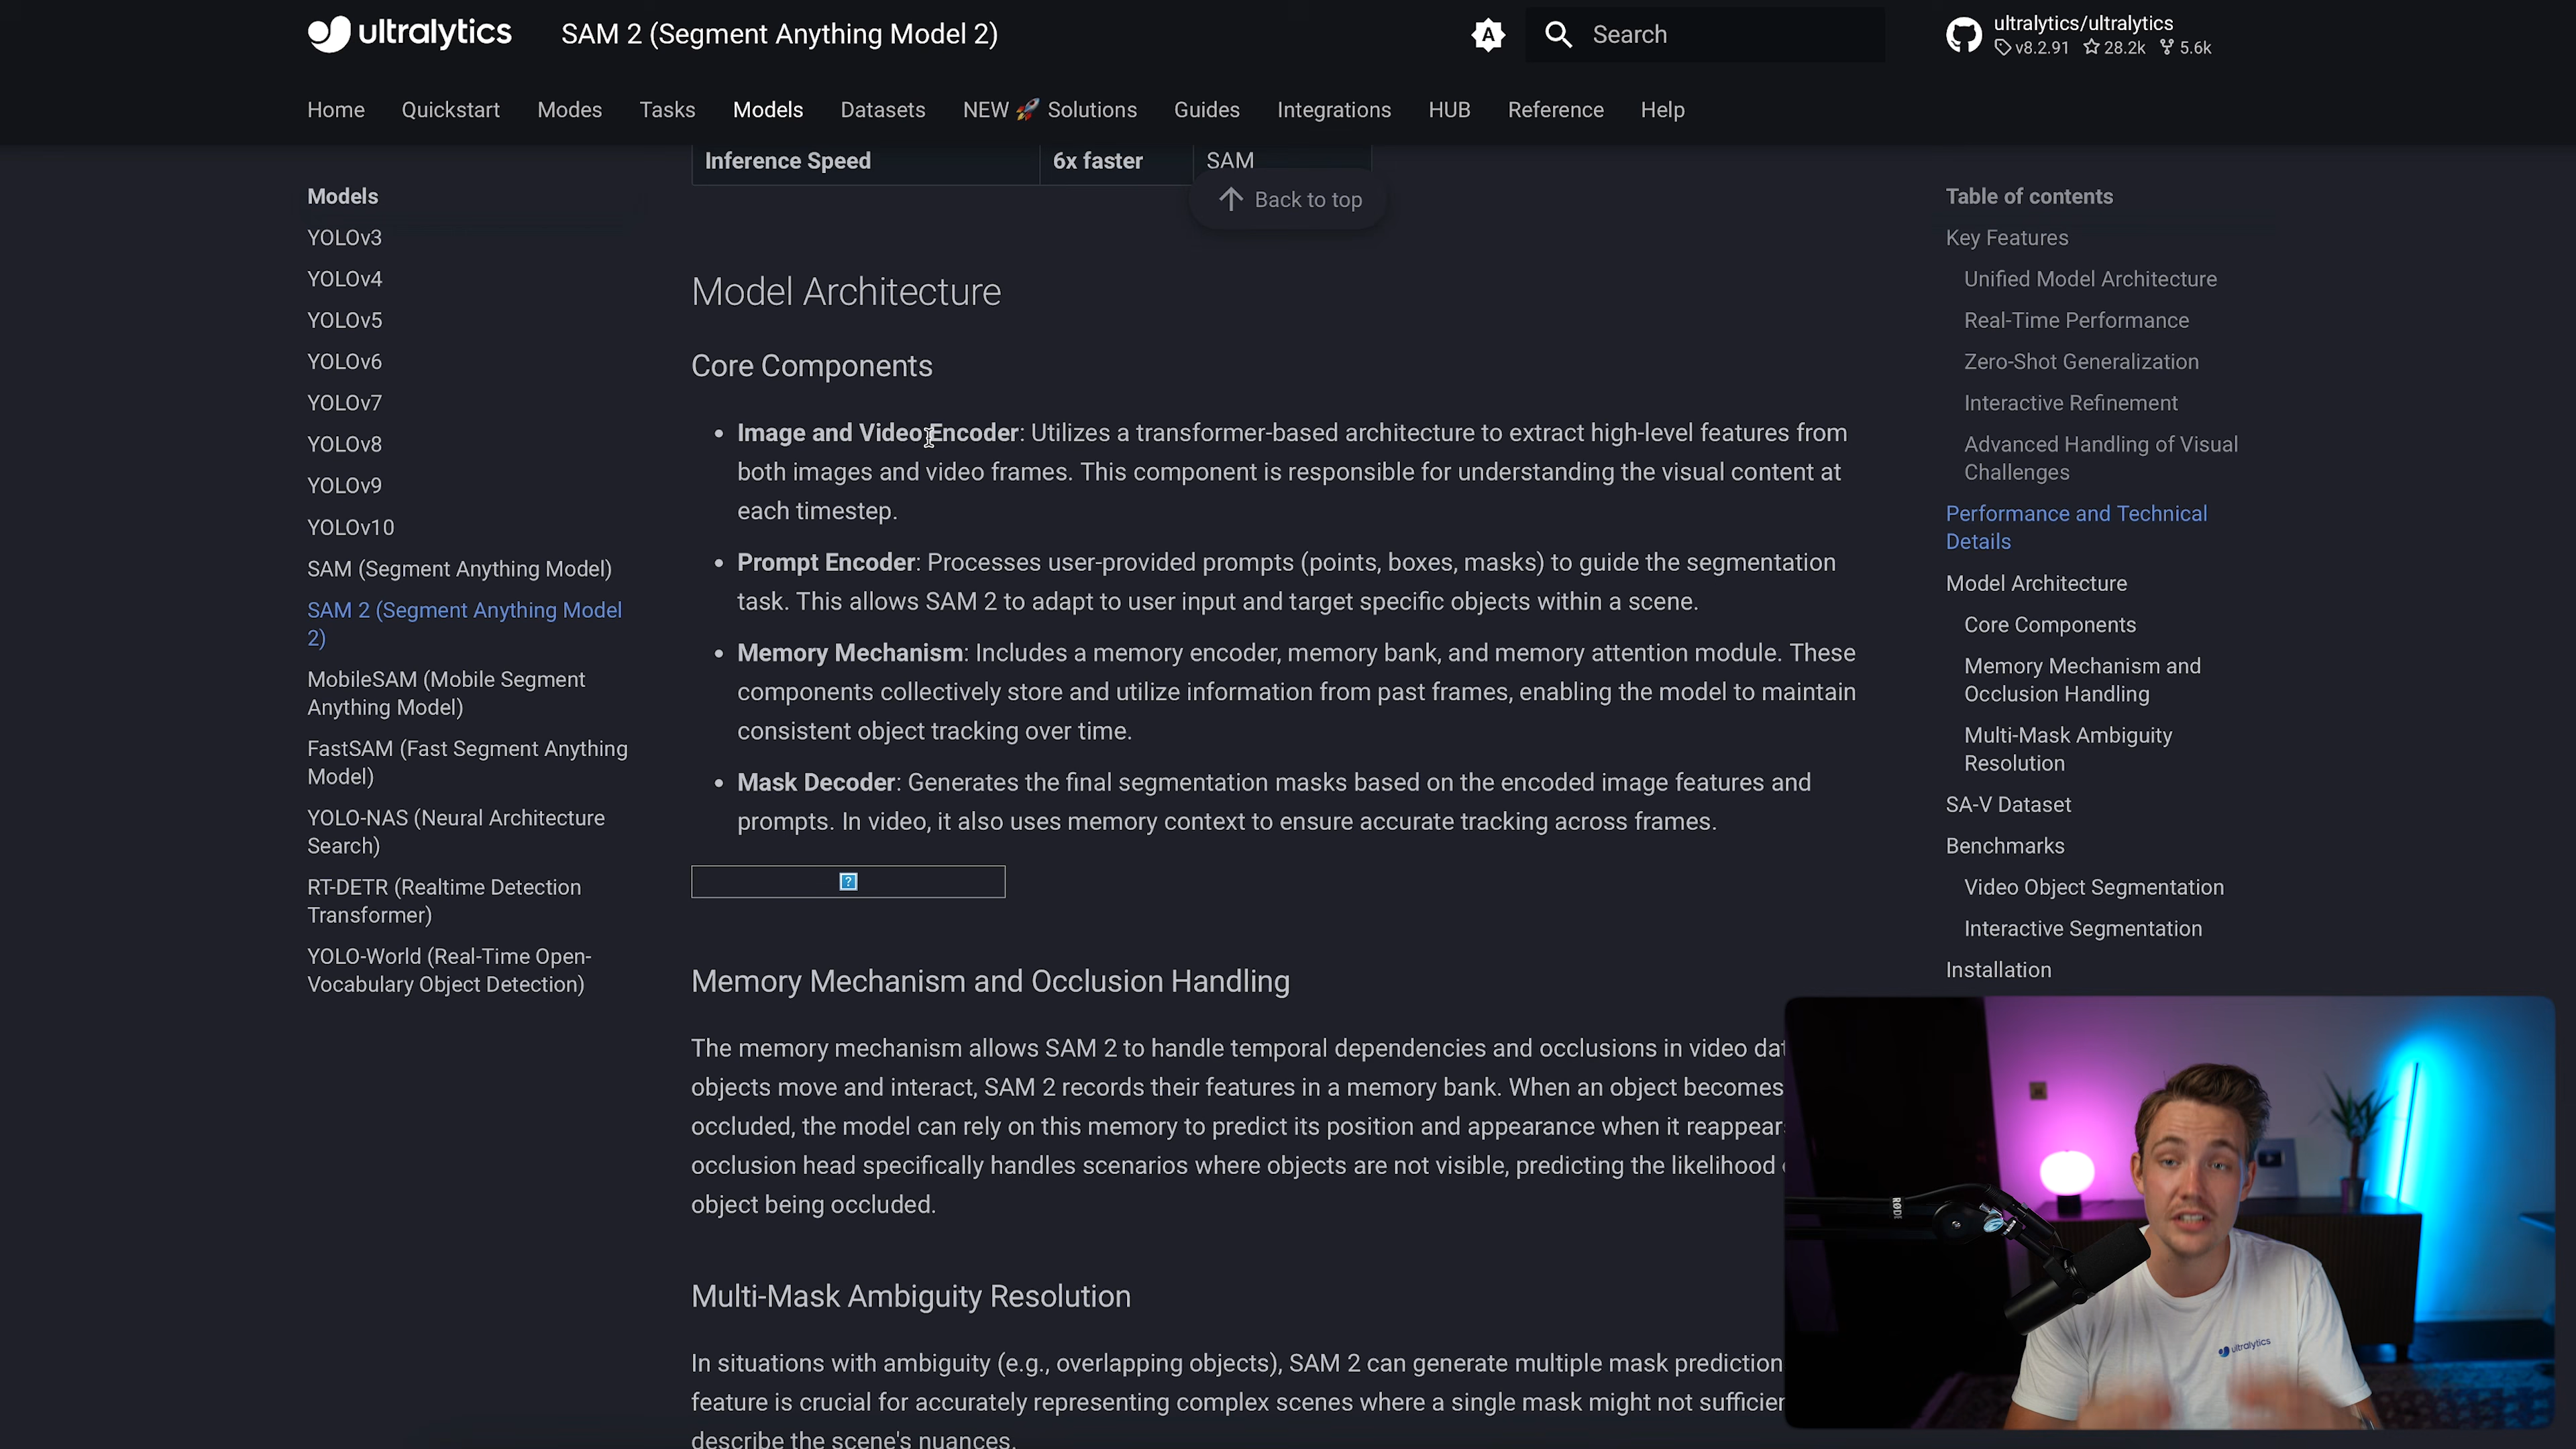 ultralytics
SAM 2 (Segment Anything Model 2)
A
Search
ultralytics/ultralytics
v8.2.91 28.2k 5.6k
Home Quickstart Modes Tasks Models Datasets NEW 🚀 Solutions Guides Integrations HUB Reference Help
Models
YOLOv3
YOLOv4
YOLOv5
YOLOv6
YOLOv7
YOLOv8
YOLOv9
YOLOv10
SAM (Segment Anything Model)
SAM 2 (Segment Anything Model
2)
MobileSAM (Mobile Segment
Anything Model)
FastSAM (Fast Segment Anything
Model)
YOLO-NAS (Neural Architecture
Search)
RT-DETR (Realtime Detection
Transformer)
YOLO-World (Real-Time Open-
Vocabulary Object Detection)
Inference Speed 6x faster SAM
Back to top
Model Architecture
Core Components
• Image and Video Encoder: Utilizes a transformer-based architecture to extract high-level features from
both images and video frames. This component is responsible for understanding the visual content at
each timestep.
• Prompt Encoder: Processes user-provided prompts (points, boxes, masks) to guide the segmentation
task. This allows SAM 2 to adapt to user input and target specific objects within a scene.
• Memory Mechanism: Includes a memory encoder, memory bank, and memory attention module. These
components collectively store and utilize information from past frames, enabling the model to maintain
consistent object tracking over time.
• Mask Decoder: Generates the final segmentation masks based on the encoded image features and
prompts. In video, it also uses memory context to ensure accurate tracking across frames.
?
Memory Mechanism and Occlusion Handling
The memory mechanism allows SAM 2 to handle temporal dependencies and occlusions in video
objects move and interact, SAM 2 records their features in a memory bank. When an object becomes
occluded, the model can rely on this memory to predict its position and appearance when it
occlusion head specifically handles scenarios where objects are not visible, predicting the likelihood
object being occluded.
Multi-Mask Ambiguity Resolution
In situations with ambiguity (e.g., overlapping objects), SAM 2 can generate multiple mask
feature is crucial for accurately representing complex scenes where a single mask might not
describe the scene's nuances.
Table of contents
Key Features
Unified Model Architecture
Real-Time Performance
Zero-Shot Generalization
Interactive Refinement
Advanced Handling of Visual
Challenges
Performance and Technical
Details
Model Architecture
Core Components
Memory Mechanism and
Occlusion Handling
Multi-Mask Ambiguity
Resolution
SA-V Dataset
Benchmarks
Video Object Segmentation
Interactive Segmentation
Installation
RØDE
ultralytics